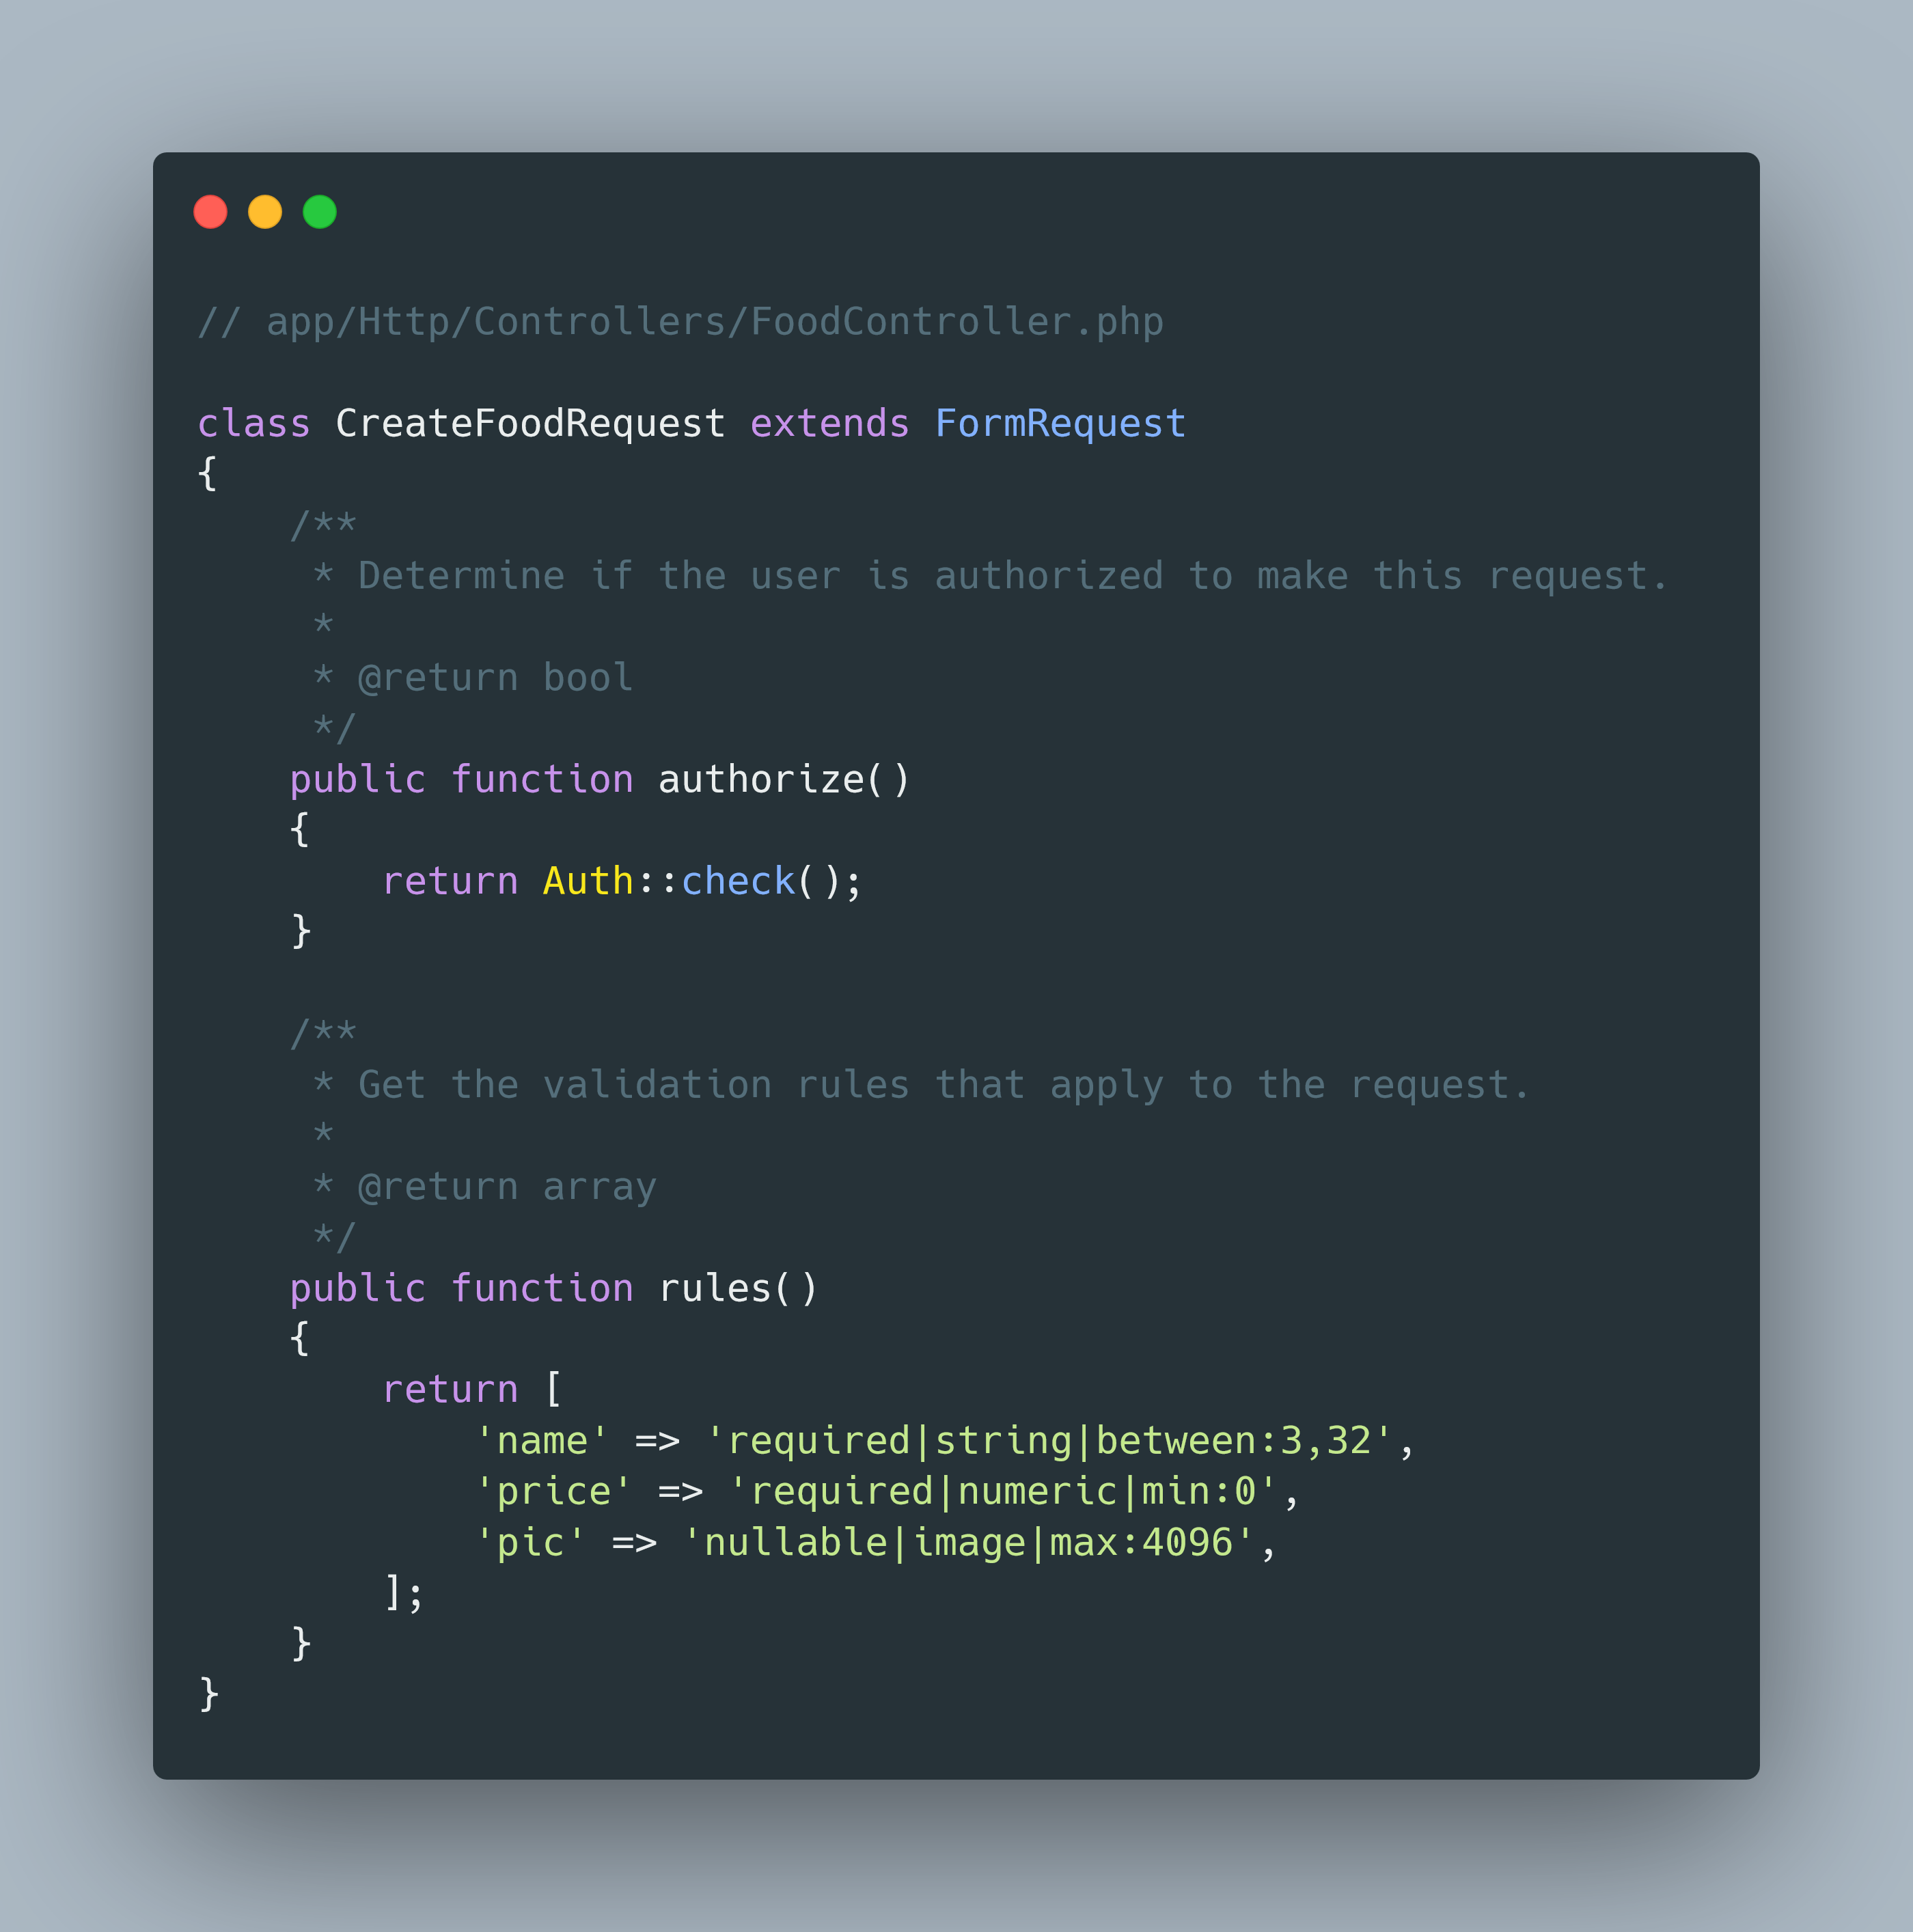 // app/Http/Controllers/FoodController.php

class CreateFoodRequest extends FormRequest
{
    /**
     * Determine if the user is authorized to make this request.
     *
     * @return bool
     */
    public function authorize()
    {
        return Auth::check();
    }

    /**
     * Get the validation rules that apply to the request.
     *
     * @return array
     */
    public function rules()
    {
        return [
            'name' => 'required|string|between:3,32',
            'price' => 'required|numeric|min:0',
            'pic' => 'nullable|image|max:4096',
        ];
    }
}